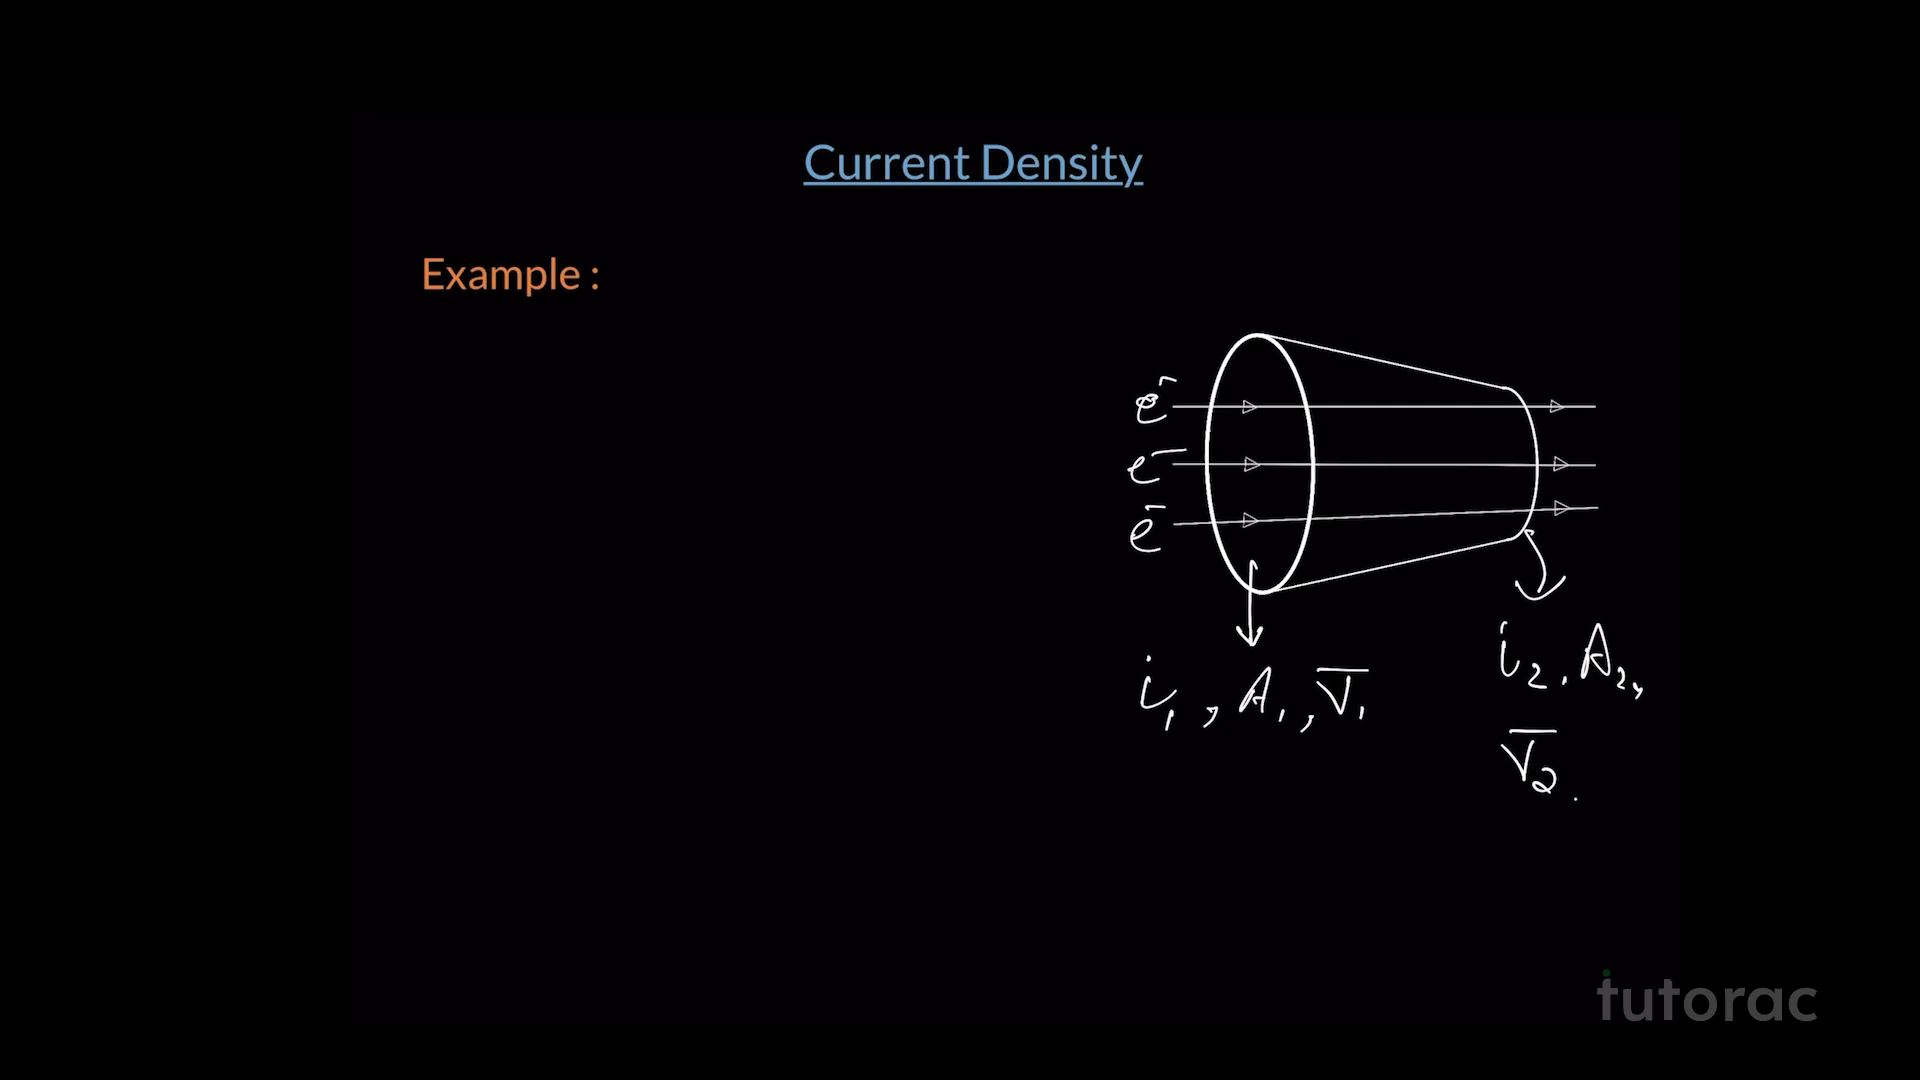 Current Density
Example :
e⁻
e⁻
e⁻
i₁, A₁, V̅₁
i₂, A₂,
V̅₂.
tutorac